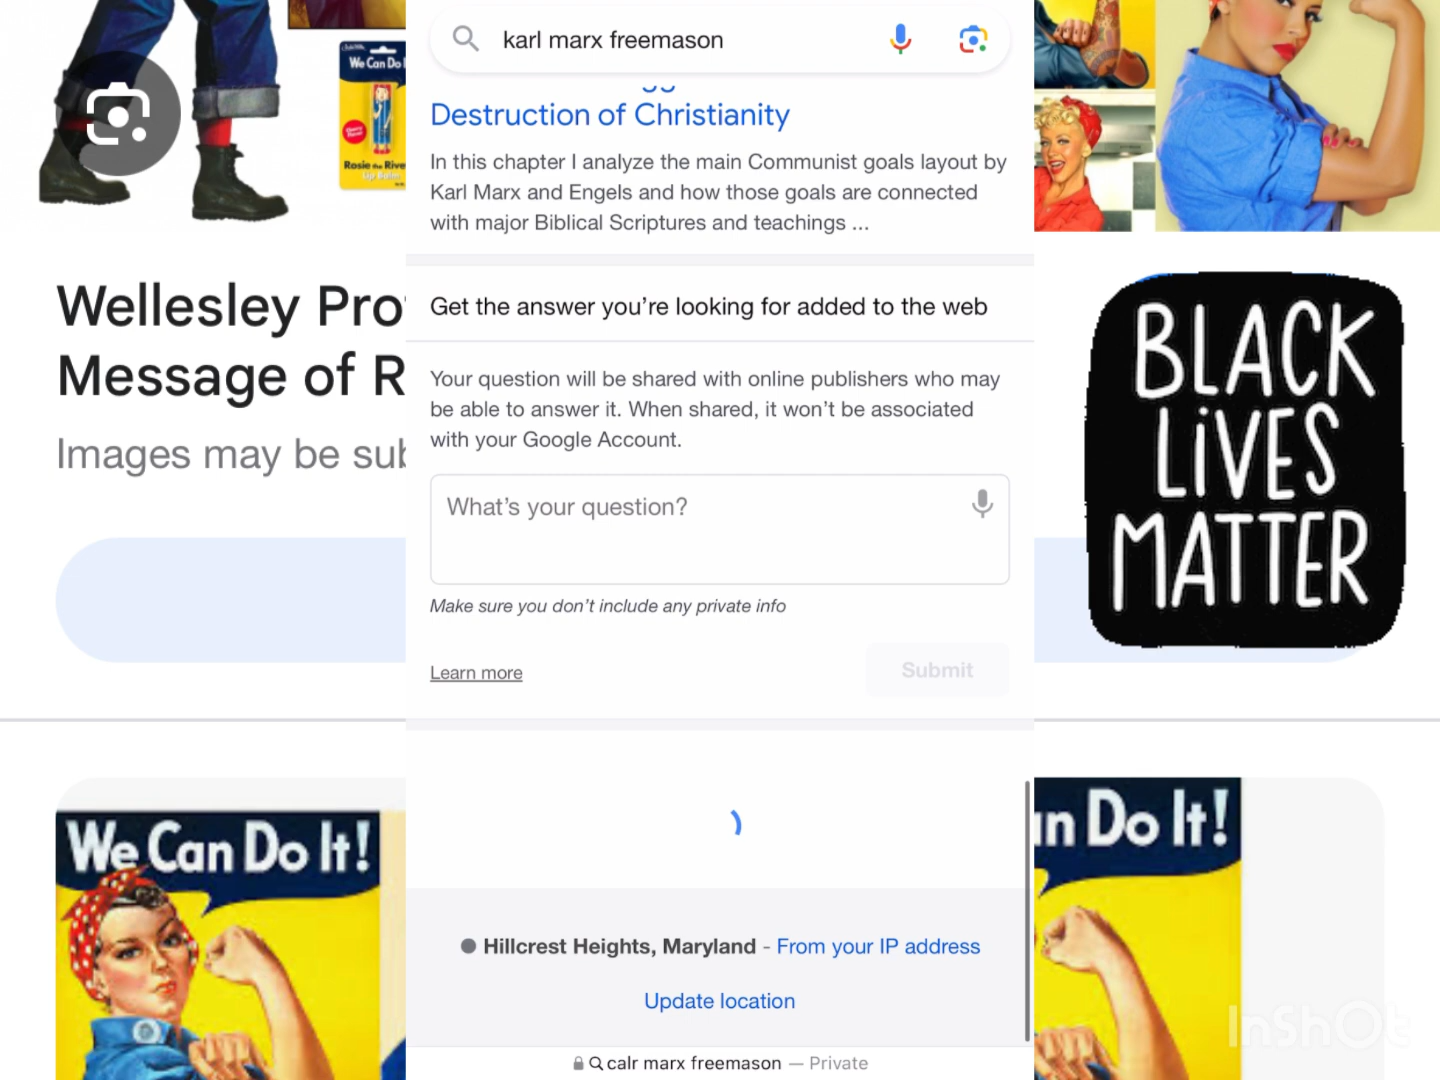 karl marx freemason
Destruction of Christianity
In this chapter I analyze the main Communist goals layout by
Karl Marx and Engels and how those goals are connected
with major Biblical Scriptures and teachings ...
Get the answer you're looking for added to the web
Your question will be shared with online publishers who may
be able to answer it. When shared, it won't be associated
with your Google Account.
What's your question?
Make sure you don't include any private info
Learn more
Submit
Hillcrest Heights, Maryland - From your IP address
Update location
calr marx freemason — Private
We Can Do I
Rosie the Rive
Lip Balm
Wellesley Pro
Message of R
Images may be sub
We Can Do It!
BLACK
LIVES
MATTER
n Do It!
InShOt